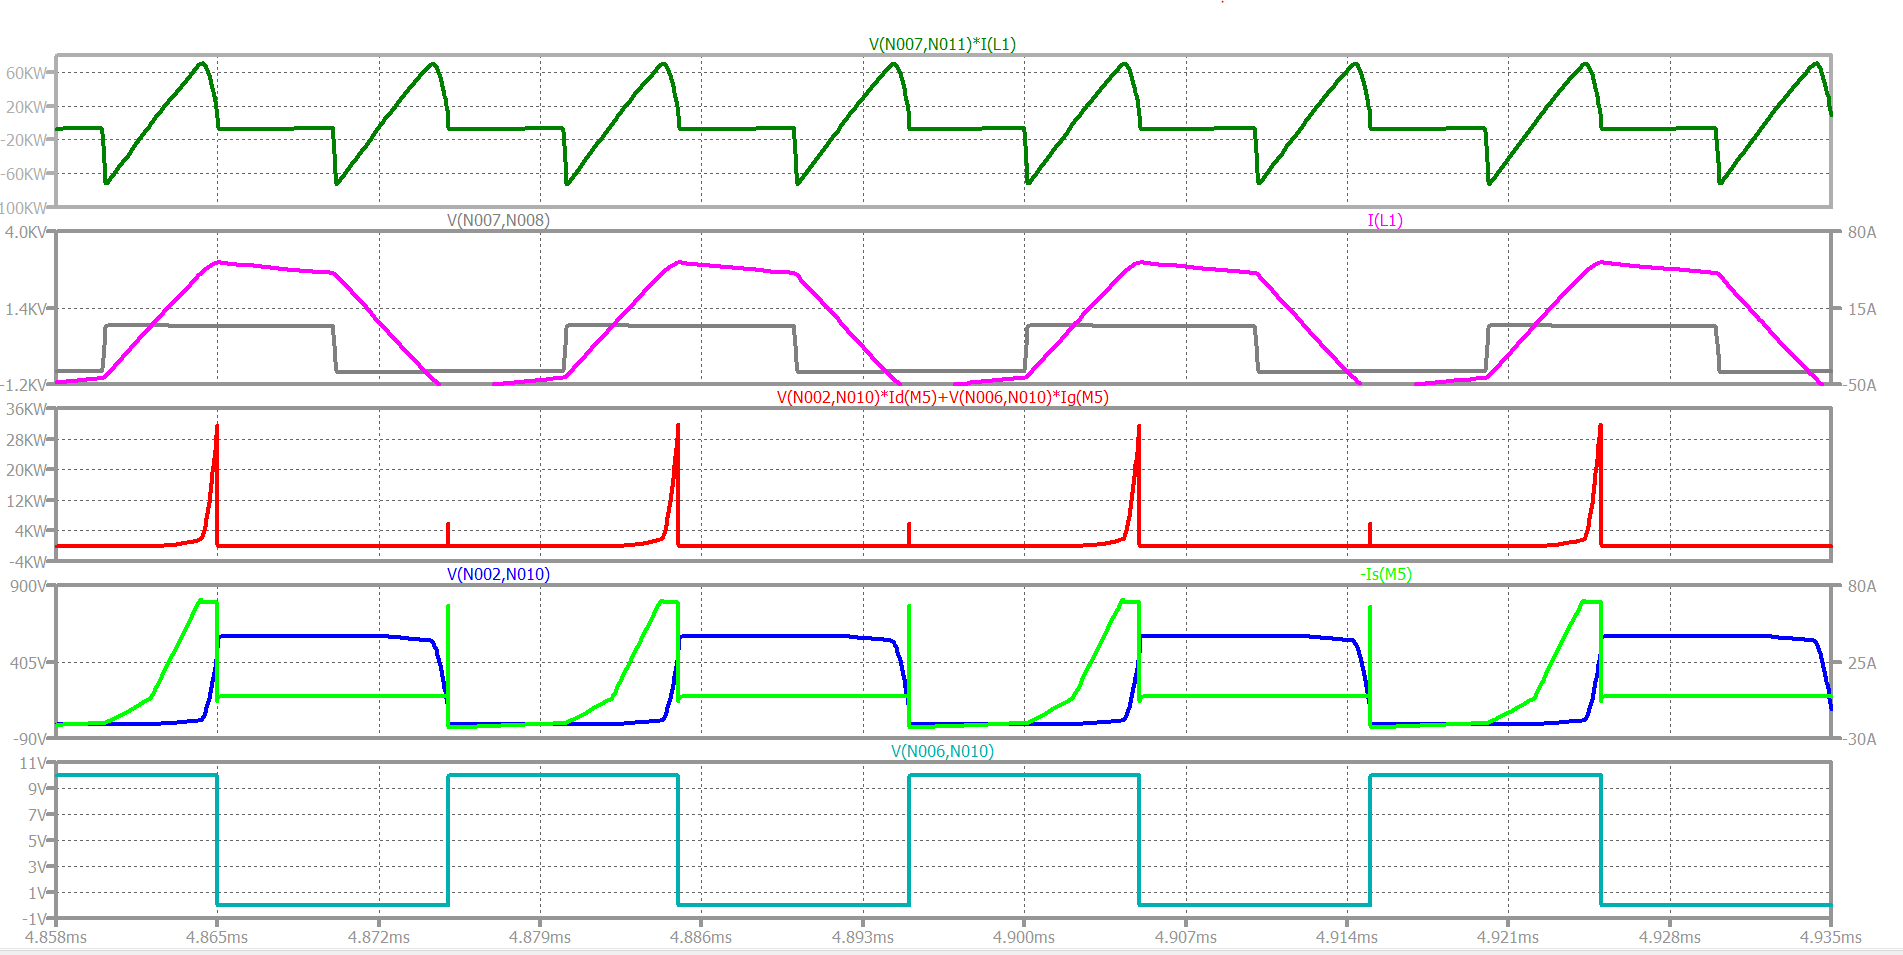 V(N007,N011)*I(L1)
60KW
20KW
-20KW
-60KW
100KW
V(N007,N008) I(L1)
4.0KV 80A
1.4KV 15A
-1.2KV -50A
V(N002,N010)*Id(M5)+V(N006,N010)*Ig(M5)
36KW
28KW
20KW
12KW
4KW
-4KW
V(N002,N010) -Is(M5)
900V 80A
405V 25A
-90V -30A
V(N006,N010)
11V
9V
7V
5V
3V
1V
-1V
4.858ms 4.865ms 4.872ms 4.879ms 4.886ms 4.893ms 4.900ms 4.907ms 4.914ms 4.921ms 4.928ms 4.935ms